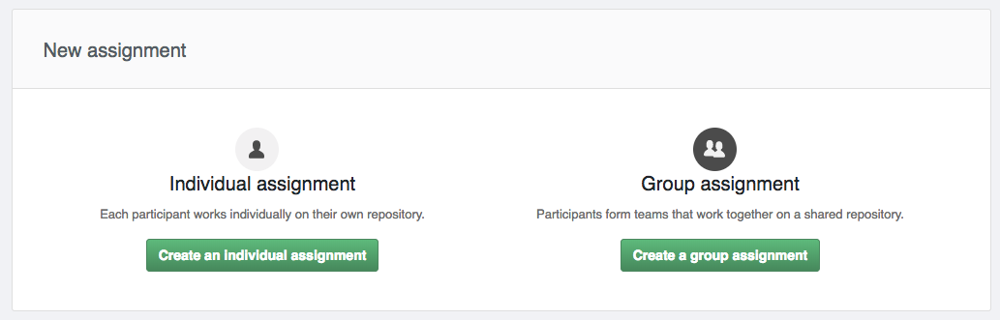 New assignment
Individual assignment
Each participant works individually on their own repository.
Create an individual assignment
Group assignment
Participants form teams that work together on a shared repository.
Create a group assignment